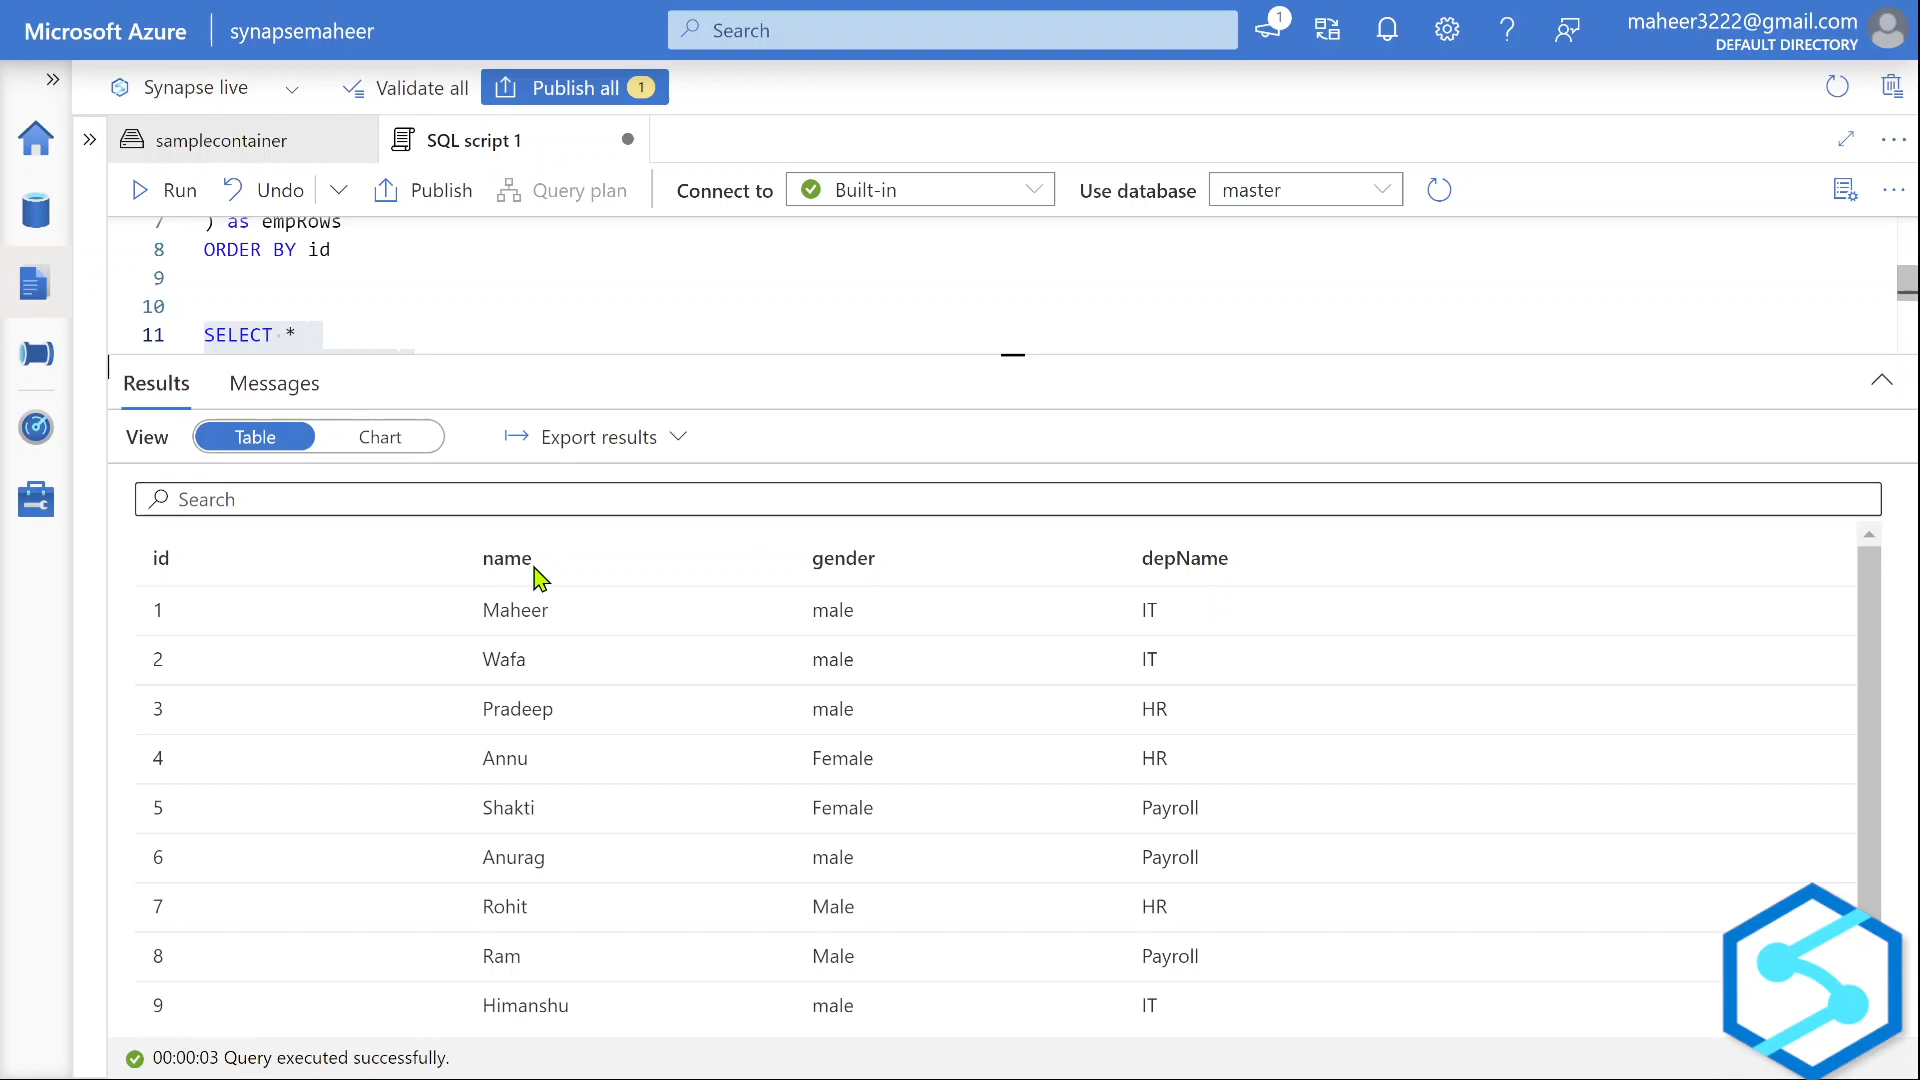 Microsoft Azure synapsemaheer Search 1 maheer3222@gmail.com
DEFAULT DIRECTORY
Synapse live Validate all Publish all 1
samplecontainer SQL script 1
Run Undo Publish Query plan Connect to Built-in Use database master
7 ) as empRows
8 ORDER BY id
9
10
11 SELECT *
Results Messages
View Table Chart Export results
Search
id name gender depName
1 Maheer male IT
2 Wafa male IT
3 Pradeep male HR
4 Annu Female HR
5 Shakti Female Payroll
6 Anurag male Payroll
7 Rohit Male HR
8 Ram Male Payroll
9 Himanshu male IT
00:00:03 Query executed successfully.